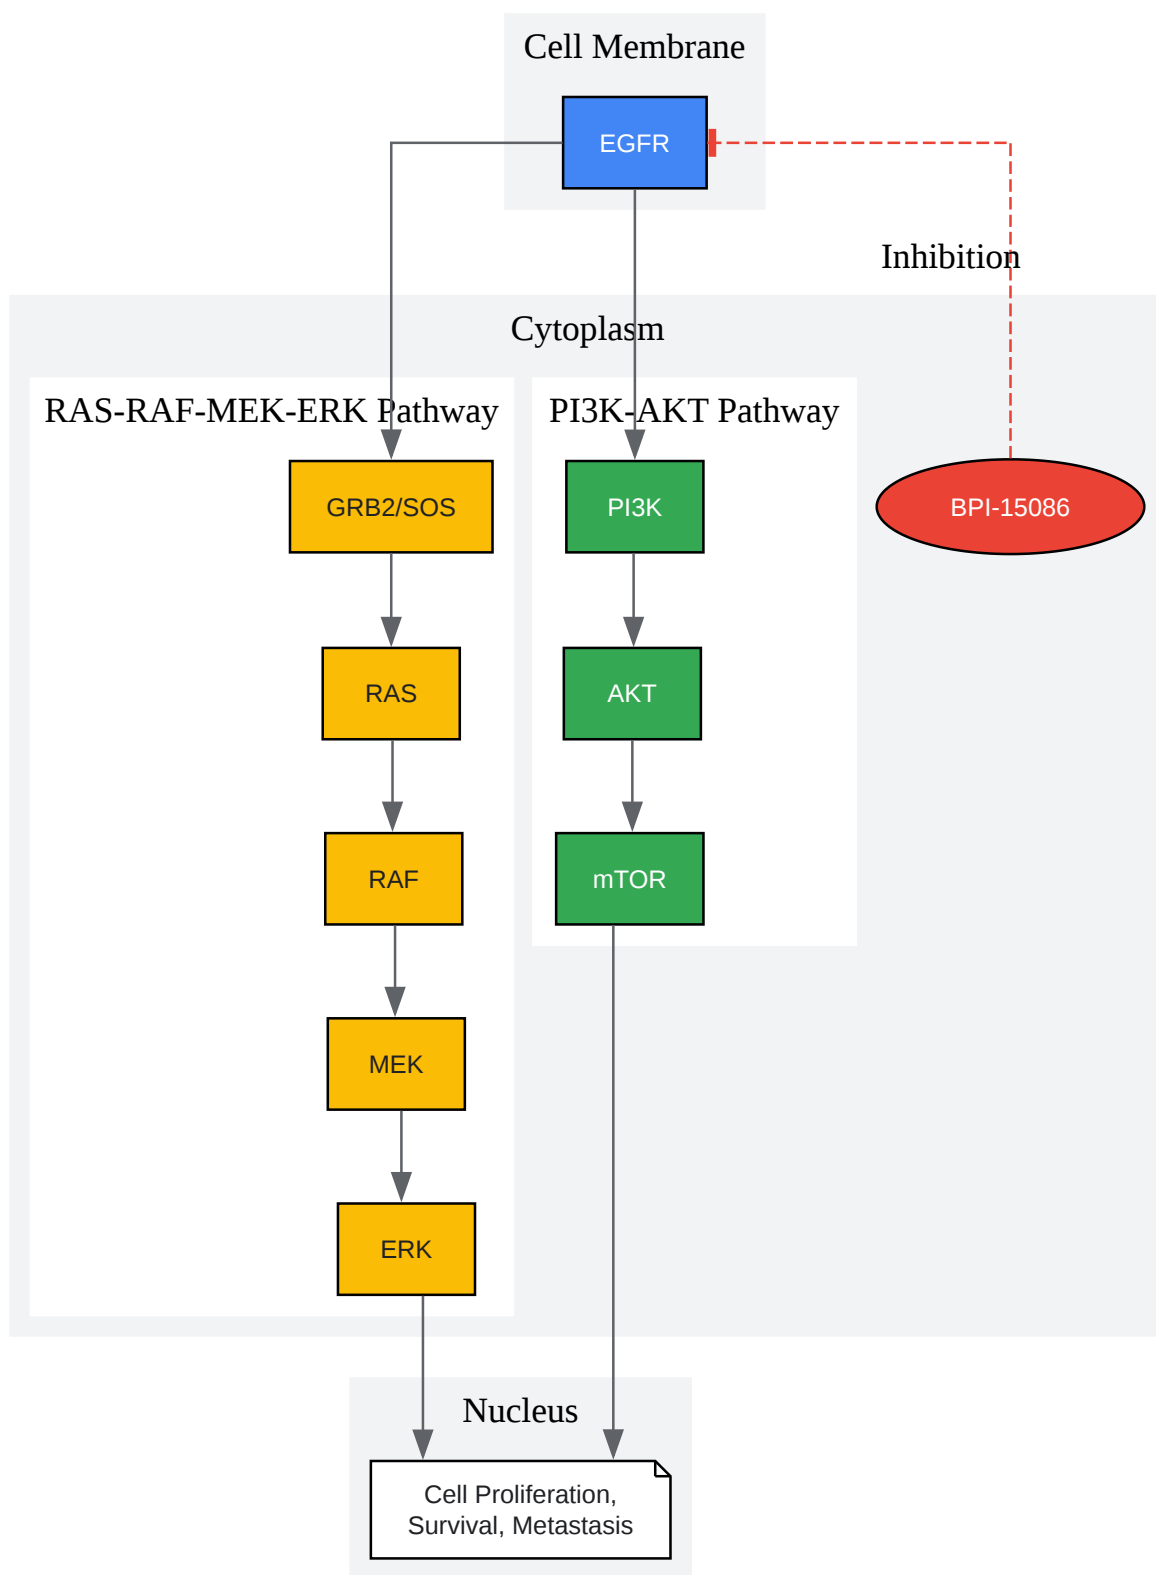 Cell Membrane
EGFR
Inhibition
Cytoplasm
RAS-RAF-MEK-ERK Pathway
PI3K-AKT Pathway
GRB2/SOS
PI3K
BPI-15086
RAS
AKT
RAF
mTOR
MEK
ERK
Nucleus
Cell Proliferation,
Survival, Metastasis